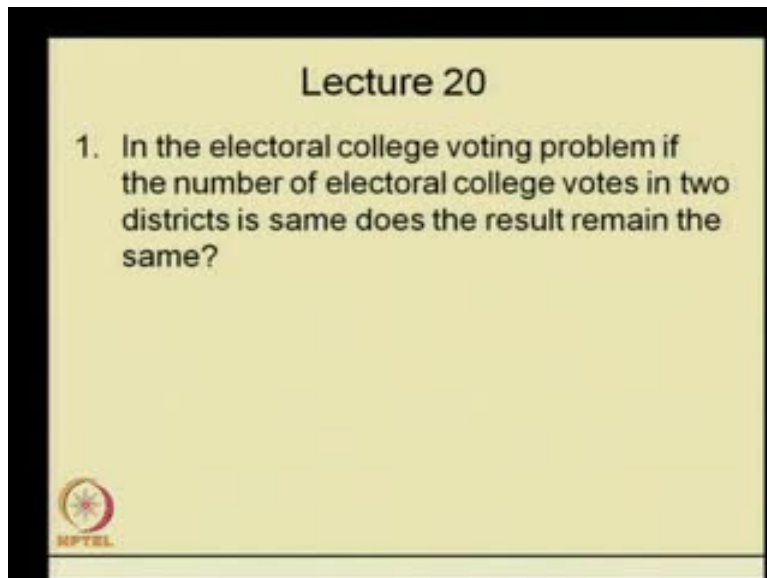 Lecture 20
1. In the electoral college voting problem if
the number of electoral college votes in two
districts is same does the result remain the
same?
NPTEL